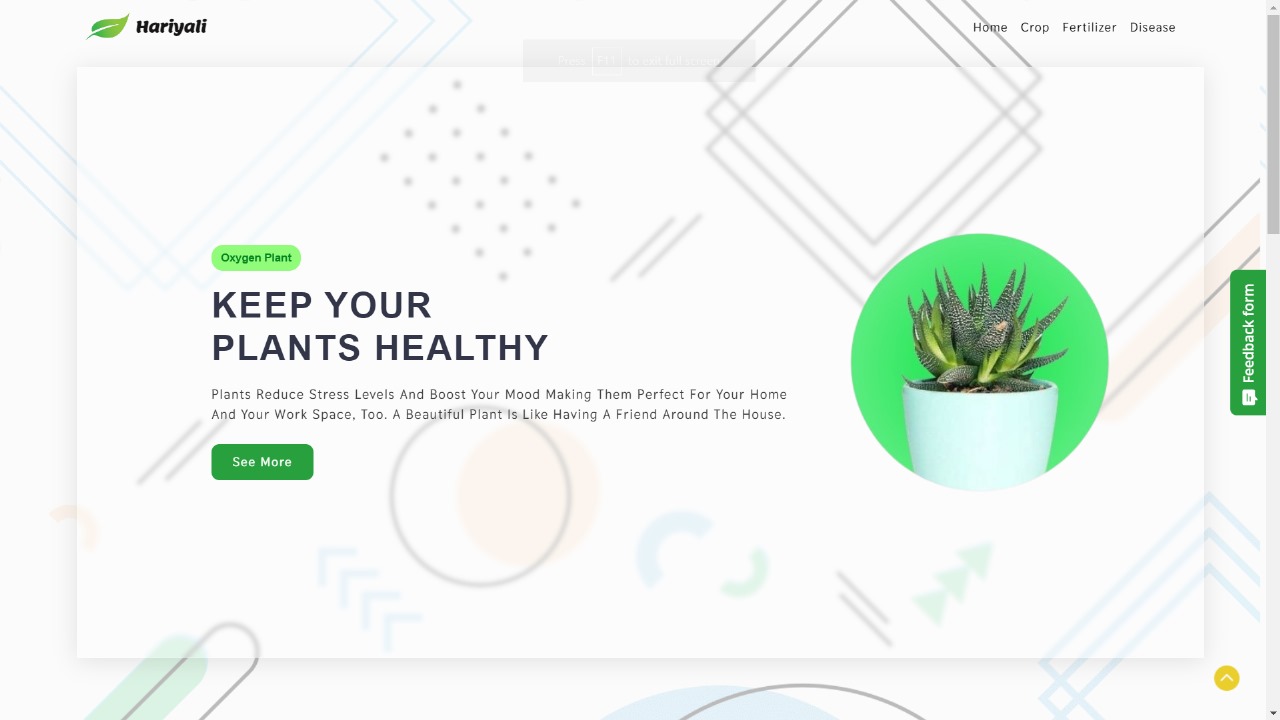 Hariyali
Home Crop Fertilizer Disease
Press F11 to exit full screen
Oxygen Plant
KEEP YOUR
PLANTS HEALTHY
Plants Reduce Stress Levels And Boost Your Mood Making Them Perfect For Your Home
And Your Work Space, Too. A Beautiful Plant Is Like Having A Friend Around The House.
See More
Feedback form